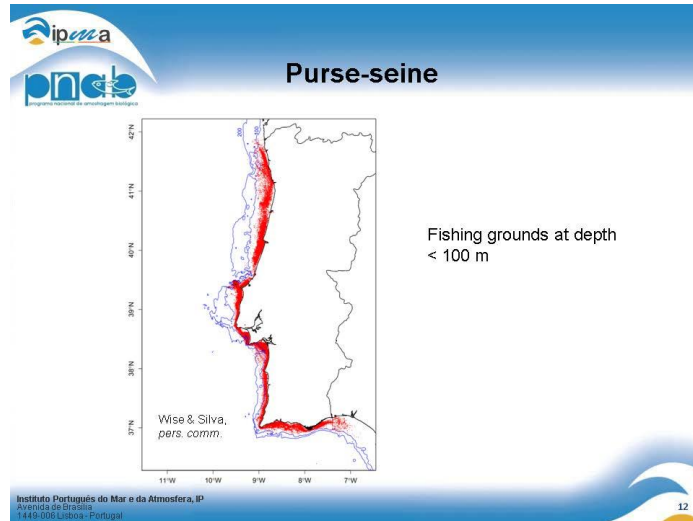 ipma
pnab
programa nacional de amostragem biológica
Purse-seine
200
100
42°N
41°N
40°N
39°N
38°N
37°N
Fishing grounds at depth
< 100 m
Wise & Silva,
pers. comm.
11°W 10°W 9°W 8°W 7°W
Instituto Português do Mar e da Atmosfera, IP
Avenida de Brasília
1449-006 Lisboa - Portugal
12